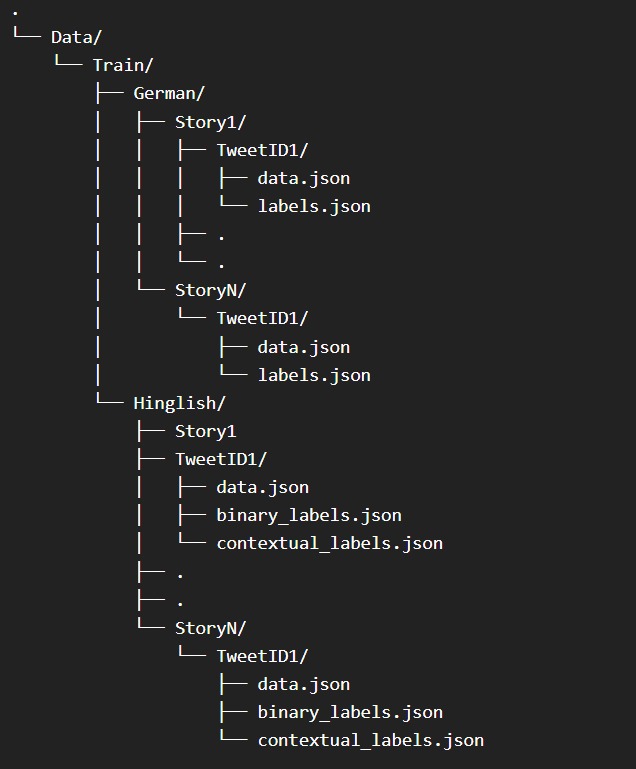 .
└── Data/
    └── Train/
        ├── German/
        │   ├── Story1/
        │   │   ├── TweetID1/
        │   │   │   ├── data.json
        │   │   │   └── labels.json
        │   │   ├── .
        │   │   └── .
        │   └── StoryN/
        │       └── TweetID1/
        │           ├── data.json
        │           └── labels.json
        └── Hinglish/
            ├── Story1
            ├── TweetID1/
            │   ├── data.json
            │   ├── binary_labels.json
            │   └── contextual_labels.json
            ├── .
            ├── .
            └── StoryN/
                └── TweetID1/
                    ├── data.json
                    ├── binary_labels.json
                    └── contextual_labels.json